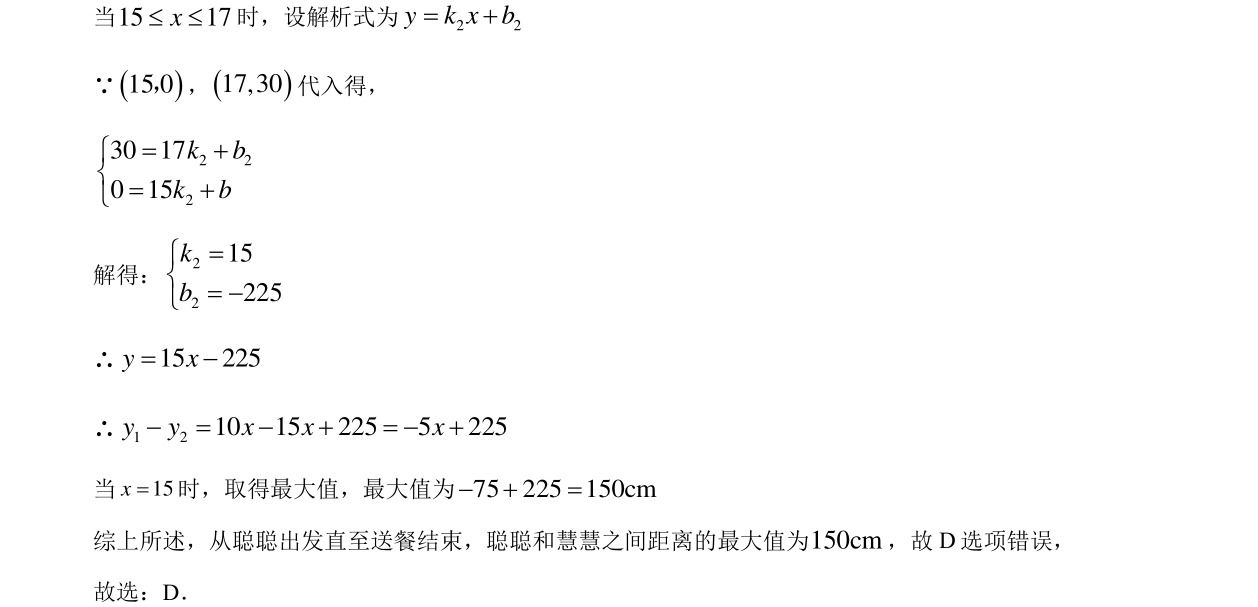 当15≤x≤17时，设解析式为y=k₂x+b₂
∵(15,0)，(17,30)代入得，
{30=17k₂+b₂
0=15k₂+b
解得：{k₂=15
b₂=−225
∴y=15x−225
∴y₁−y₂=10x−15x+225=−5x+225
当x=15时，取得最大值，最大值为−75+225=150cm
综上所述，从聪聪出发直至送餐结束，聪聪和慧慧之间距离的最大值为150cm，故 D 选项错误，
故选：D．